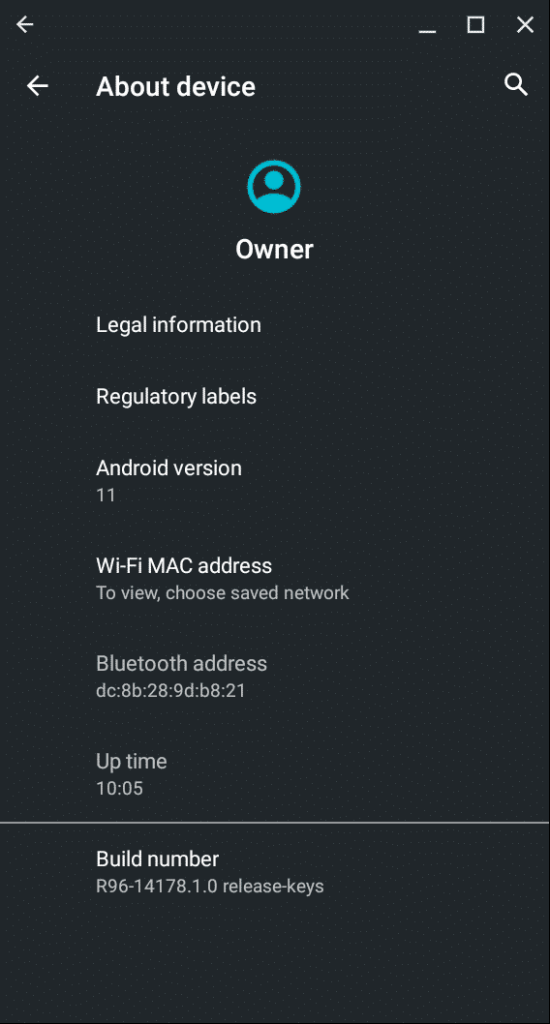 About device
Owner
Legal information
Regulatory labels
Android version
11
Wi-Fi MAC address
To view, choose saved network
Bluetooth address
dc:8b:28:9d:b8:21
Up time
10:05
Build number
R96-14178.1.0 release-keys